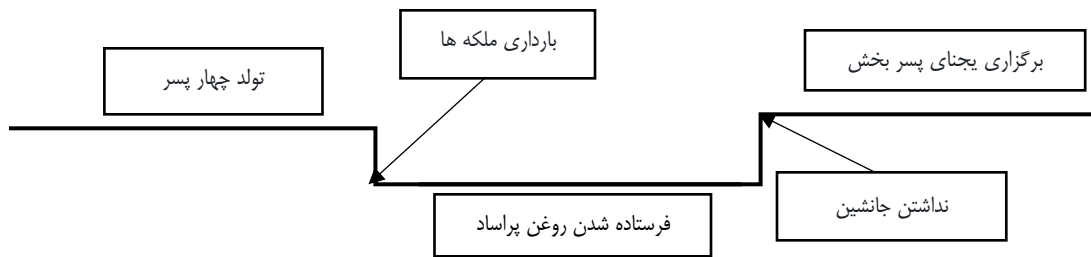 برگزاری یجنای پسر بخش
نداشتن جانشین
فرستاده شدن روغن پراساد
بارداری ملکه ها
تولد چهار پسر